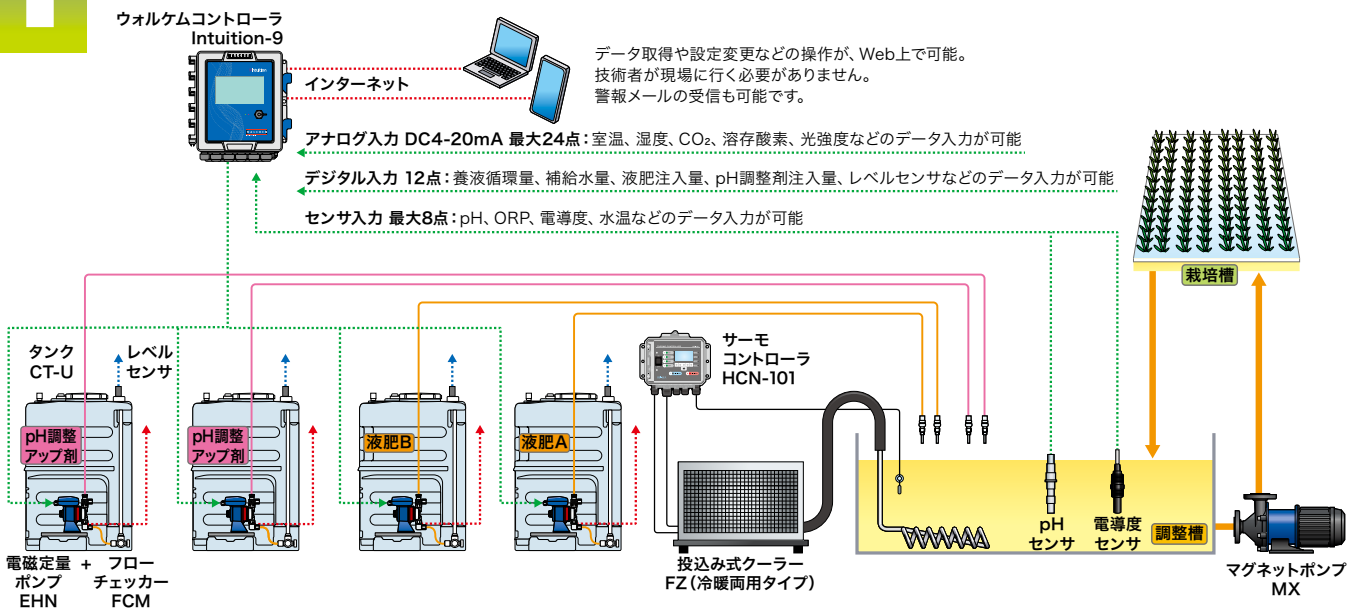 ウォルケムコントローラ
Intuition-9
インターネット
データ取得や設定変更などの操作が、Web上で可能。
技術者が現場に行く必要がありません。
警報メールの受信も可能です。
アナログ入力 DC4-20mA 最大24点：室温、湿度、CO₂、溶存酸素、光強度などのデータ入力が可能
デジタル入力 12点：養液循環量、補給水量、液肥注入量、pH調整剤注入量、レベルセンサなどのデータ入力が可能
センサ入力 最大8点：pH、ORP、電導度、水温などのデータ入力が可能
栽培槽
タンク
CT-U
レベル
センサ
サーモ
コントローラ
HCN-101
pH調整
アップ剤
pH調整
アップ剤
液肥B
液肥A
pH
センサ
電導度
センサ
調整槽
電磁定量
ポンプ
EHN
+
フロー
チェッカー
FCM
投込み式クーラー
FZ（冷暖両用タイプ）
マグネットポンプ
MX